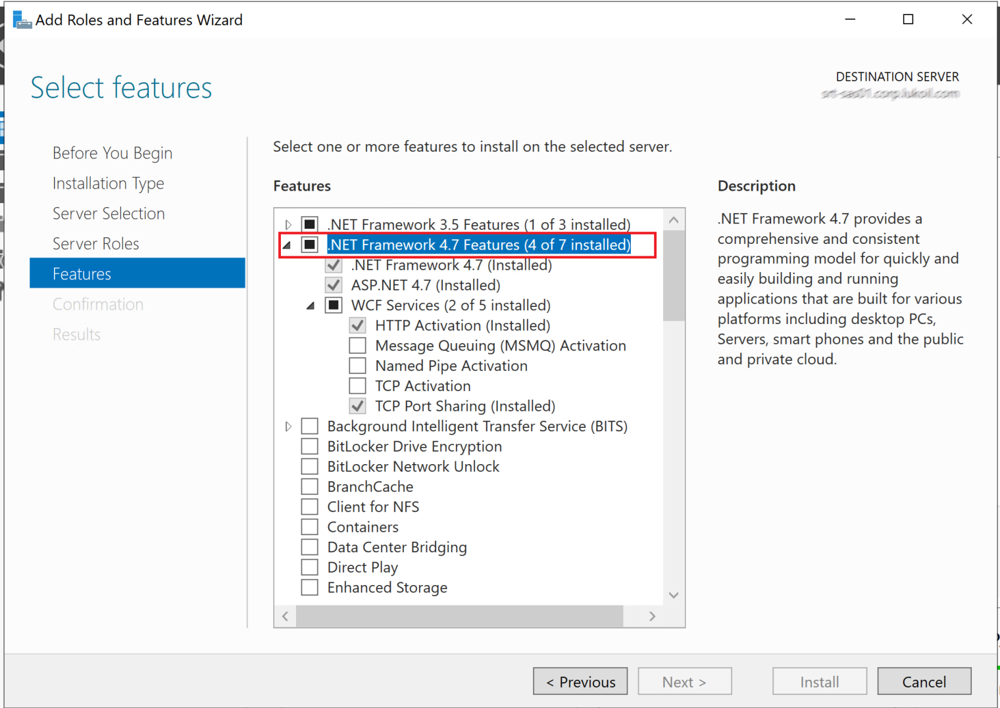 Add Roles and Features Wizard
Select features
DESTINATION SERVER
Before You Begin
Installation Type
Server Selection
Server Roles
Features
Confirmation
Results
Select one or more features to install on the selected server.
Features
.NET Framework 3.5 Features (1 of 3 installed)
.NET Framework 4.7 Features (4 of 7 installed)
.NET Framework 4.7 (Installed)
ASP.NET 4.7 (Installed)
WCF Services (2 of 5 installed)
HTTP Activation (Installed)
Message Queuing (MSMQ) Activation
Named Pipe Activation
TCP Activation
TCP Port Sharing (Installed)
Background Intelligent Transfer Service (BITS)
BitLocker Drive Encryption
BitLocker Network Unlock
BranchCache
Client for NFS
Containers
Data Center Bridging
Direct Play
Enhanced Storage
Description
.NET Framework 4.7 provides a
comprehensive and consistent
programming model for quickly and
easily building and running
applications that are built for various
platforms including desktop PCs,
Servers, smart phones and the public
and private cloud.
< Previous
Next >
Install
Cancel